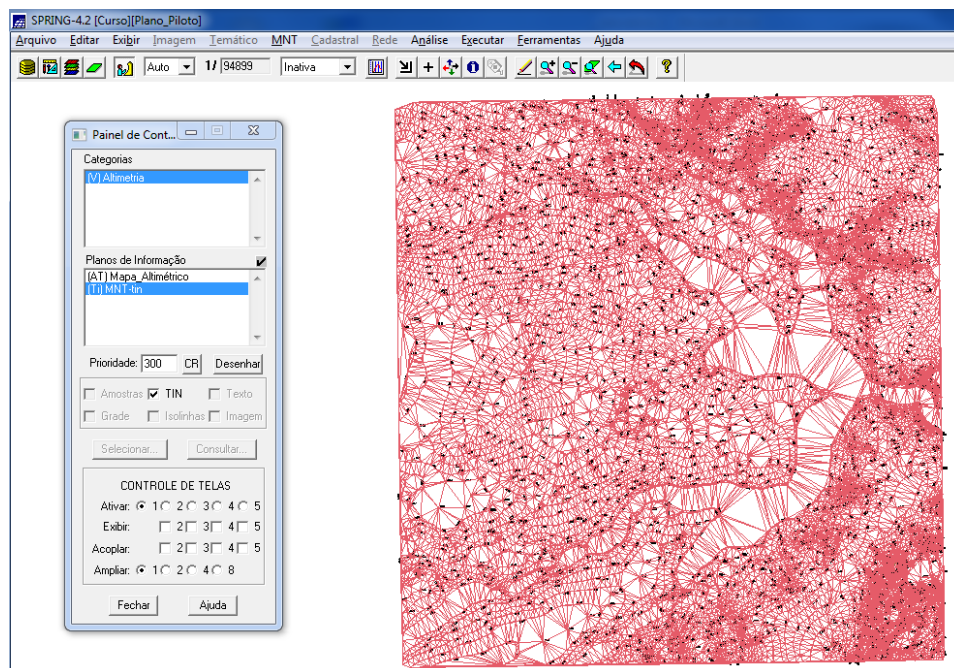 SPRING-4.2 [Curso][Plano_Piloto]
Arquivo Editar Exibir Imagem Temático MNT Cadastral Rede Análise Executar Ferramentas Ajuda
Auto 1/ 94899 Inativa
Painel de Cont...
Categorias
(V) Altimetria
Planos de Informação
(AT) Mapa_Altimétrico
(Ti) MNT-tin
Prioridade: 300 CR Desenhar
Amostras TIN Texto
Grade Isolinhas Imagem
Selecionar... Consultar...
CONTROLE DE TELAS
Ativar: 1 2 3 4 5
Exibir: 2 3 4 5
Acoplar: 2 3 4 5
Ampliar: 1 2 4 8
Fechar Ajuda